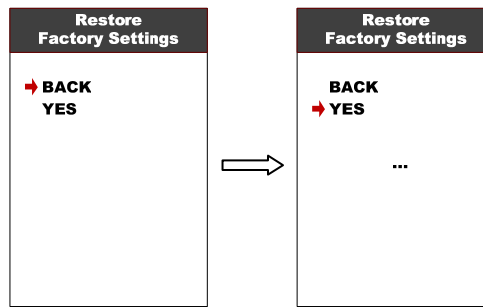 Restore
Factory Settings
BACK
YES
Restore
Factory Settings
BACK
YES
...